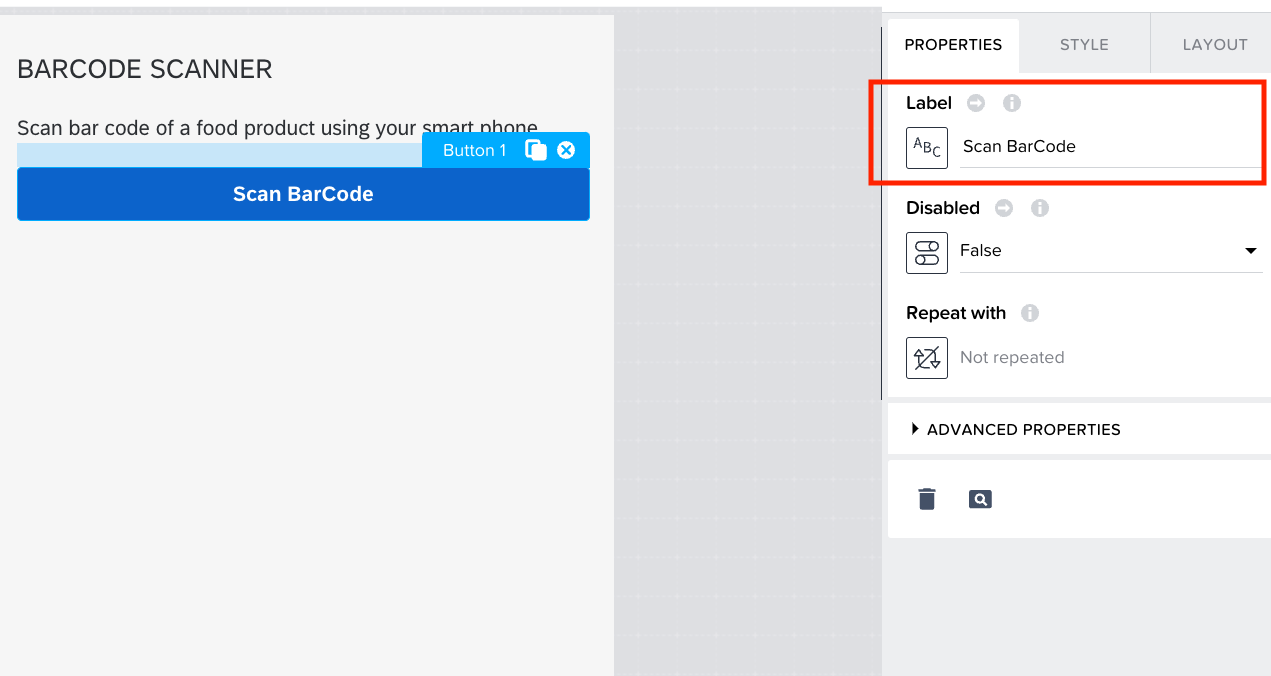 BARCODE SCANNER
Scan bar code of a food product using your smart phone
Button 1
Scan BarCode
PROPERTIES
STYLE
LAYOUT
Label
ABC
Scan BarCode
Disabled
False
Repeat with
Not repeated
ADVANCED PROPERTIES